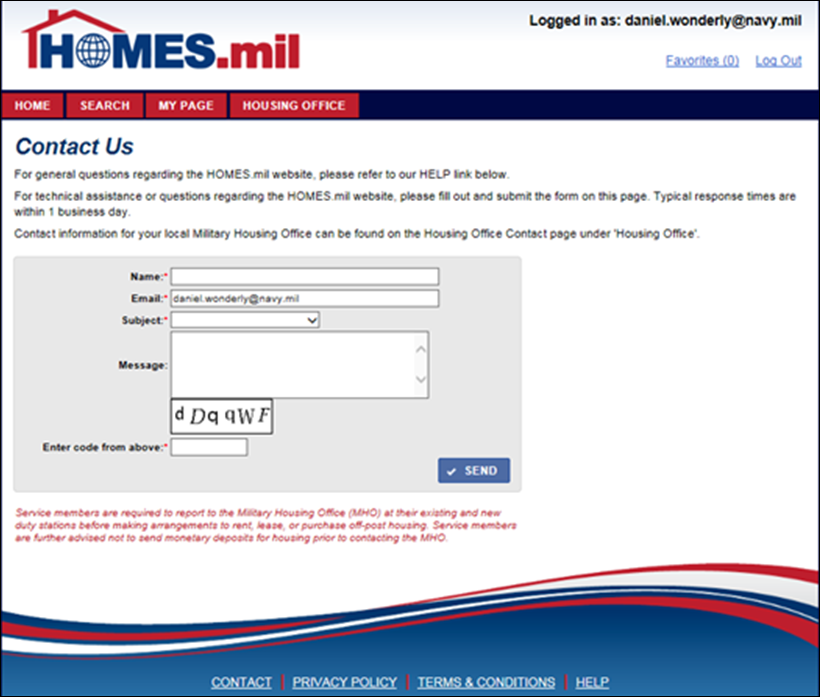 HOMES.mil
Logged in as: daniel.wonderly@navy.mil
Favorites (0) Log Out
HOME SEARCH MY PAGE HOUSING OFFICE
Contact Us
For general questions regarding the HOMES.mil website, please refer to our HELP link below.
For technical assistance or questions regarding the HOMES.mil website, please fill out and submit the form on this page. Typical response times are
within 1 business day.
Contact information for your local Military Housing Office can be found on the Housing Office Contact page under 'Housing Office'.
Name:*
Email:* daniel.wonderly@navy.mil
Subject:*
Message:
d D q q W F
Enter code from above:*
SEND
Service members are required to report to the Military Housing Office (MHO) at their existing and new
duty stations before making arrangements to rent, lease, or purchase off-post housing. Service members
are further advised not to send monetary deposits for housing prior to contacting the MHO.
CONTACT | PRIVACY POLICY | TERMS & CONDITIONS | HELP